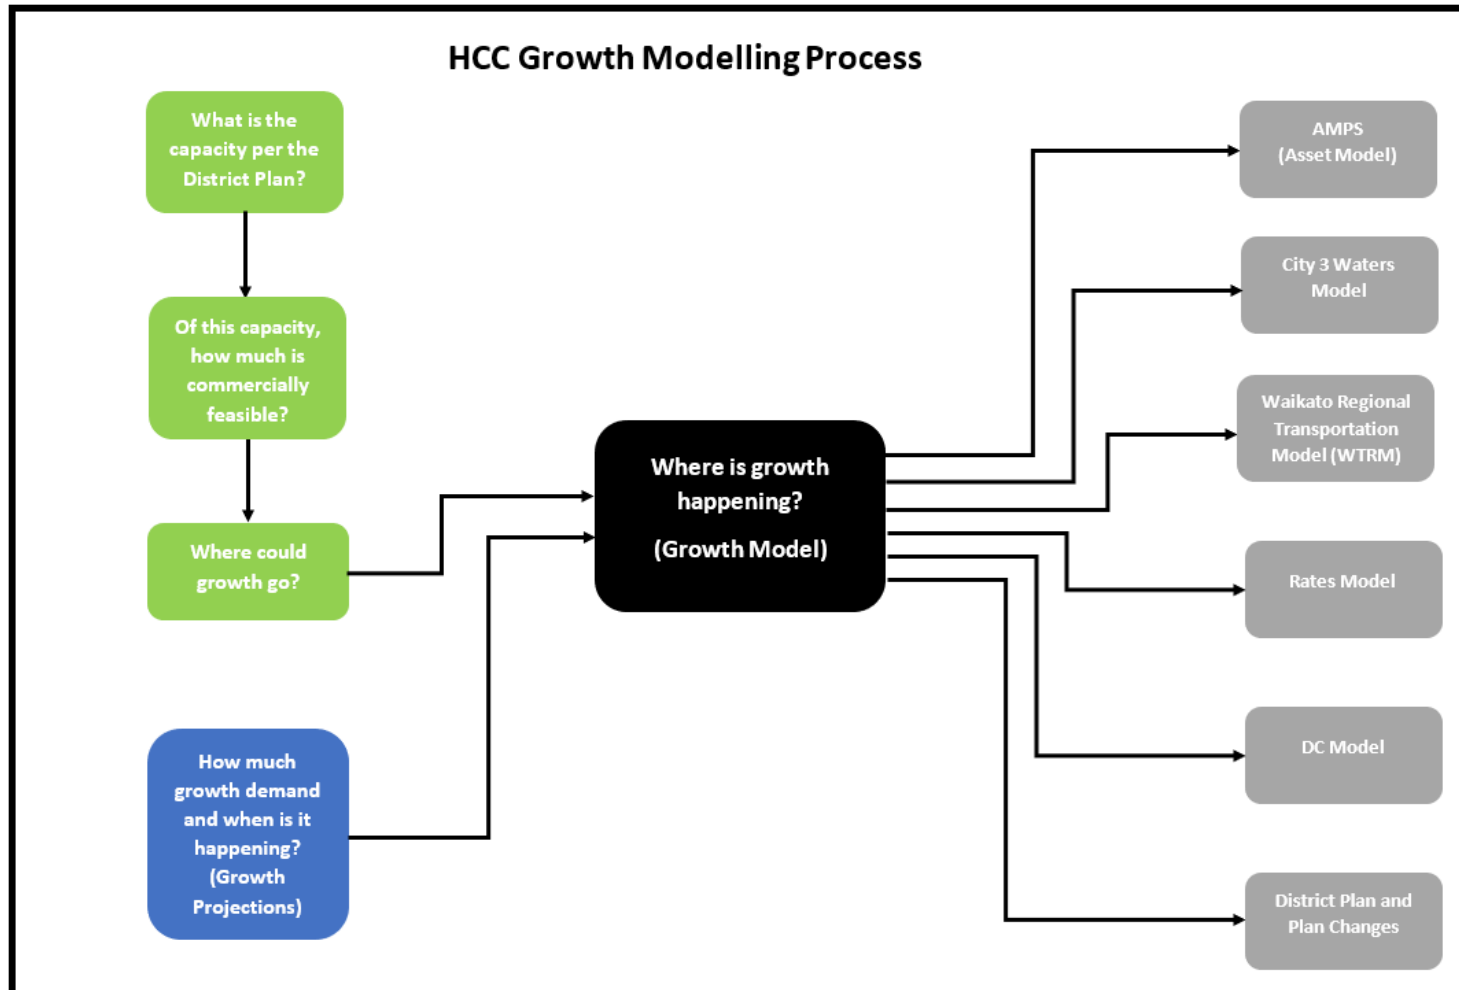 HCC Growth Modelling Process
What is the
capacity per the
District Plan?
Of this capacity,
how much is
commercially
feasible?
Where could
growth go?
How much
growth demand
and when is it
happening?
(Growth
Projections)
Where is growth
happening?
(Growth Model)
AMPS
(Asset Model)
City 3 Waters
Model
Waikato Regional
Transportation
Model (WTRM)
Rates Model
DC Model
District Plan and
Plan Changes